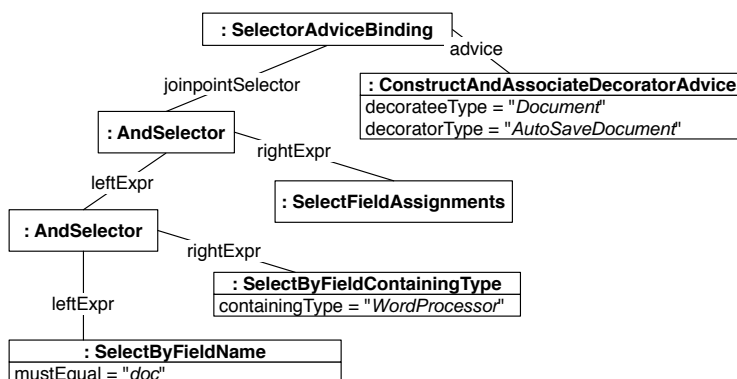 : SelectorAdviceBinding
advice
joinpointSelector
: ConstructAndAssociateDecoratorAdvice
decorateeType = "Document"
decoratorType = "AutoSaveDocument"
: AndSelector
rightExpr
leftExpr
: SelectFieldAssignments
: AndSelector
rightExpr
: SelectByFieldContainingType
containingType = "WordProcessor"
leftExpr
: SelectByFieldName
mustEqual = "doc"